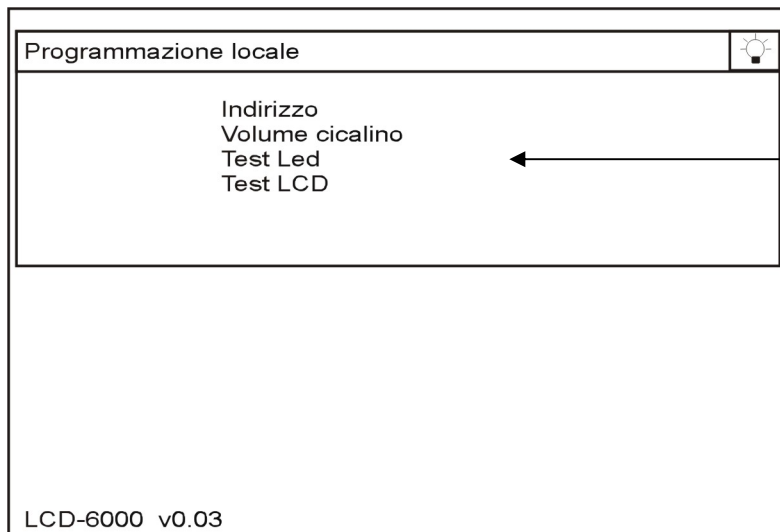 Programmazione locale
Indirizzo
Volume cicalino
Test Led
Test LCD
LCD-6000 v0.03